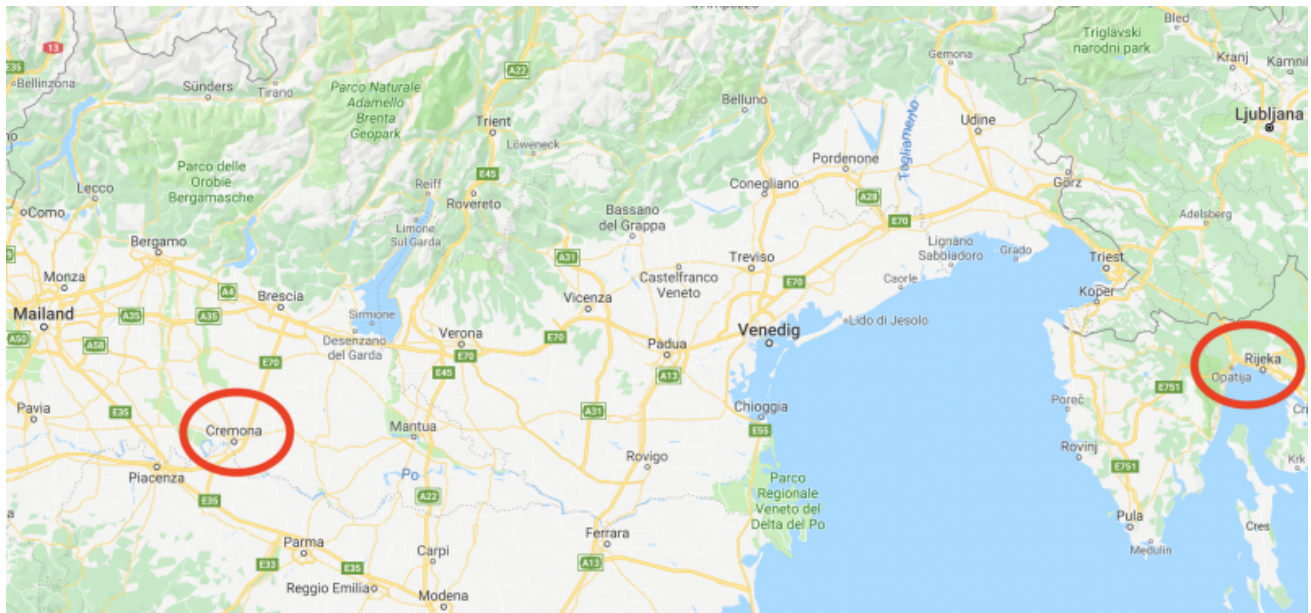 13
E35
Bellinzona
Sünders
Tirano
Parco Naturale
Adamello
Brenta
Geopark
A22
Trient
Löweneck
Belluno
Gemona
Udine
Tagliamento
Pordenone
Triglavski
narodni park
Bled
Kranj
Kamnil
Ljubljana
Parco delle
Orobie
Bergamasche
Lecco
Como
Bergamo
Monza
Mailand
A50
A58
A35
A35
A4
Brescia
Reiff
Rovereto
E45
Limone
Sul Garda
Sirmione
Desenzano
del Garda
Verona
E70
E45
E70
E70
Bassano
del Grappa
A31
Vicenza
Castelfranco
Veneto
Conegliano
A28
E70
Treviso
E70
Padua
A13
Venedig
Lido di Jesolo
Caorle
Lignano
Sabbiadoro
Grado
Görz
Adelsberg
Triest
Koper
Opatija
Rijeka
E751
Poreč
Rovinj
E751
Pula
Medulin
Cres
Krk
Cri
Pavia
E35
Cremona
Piacenza
E35
Mantua
Po
A22
A31
Rovigo
Chioggia
E55
Parco
Regionale
Veneto del
Delta del Po
Ferrara
A13
Parma
E33
E35
Reggio Emilia
Carpi
Modena